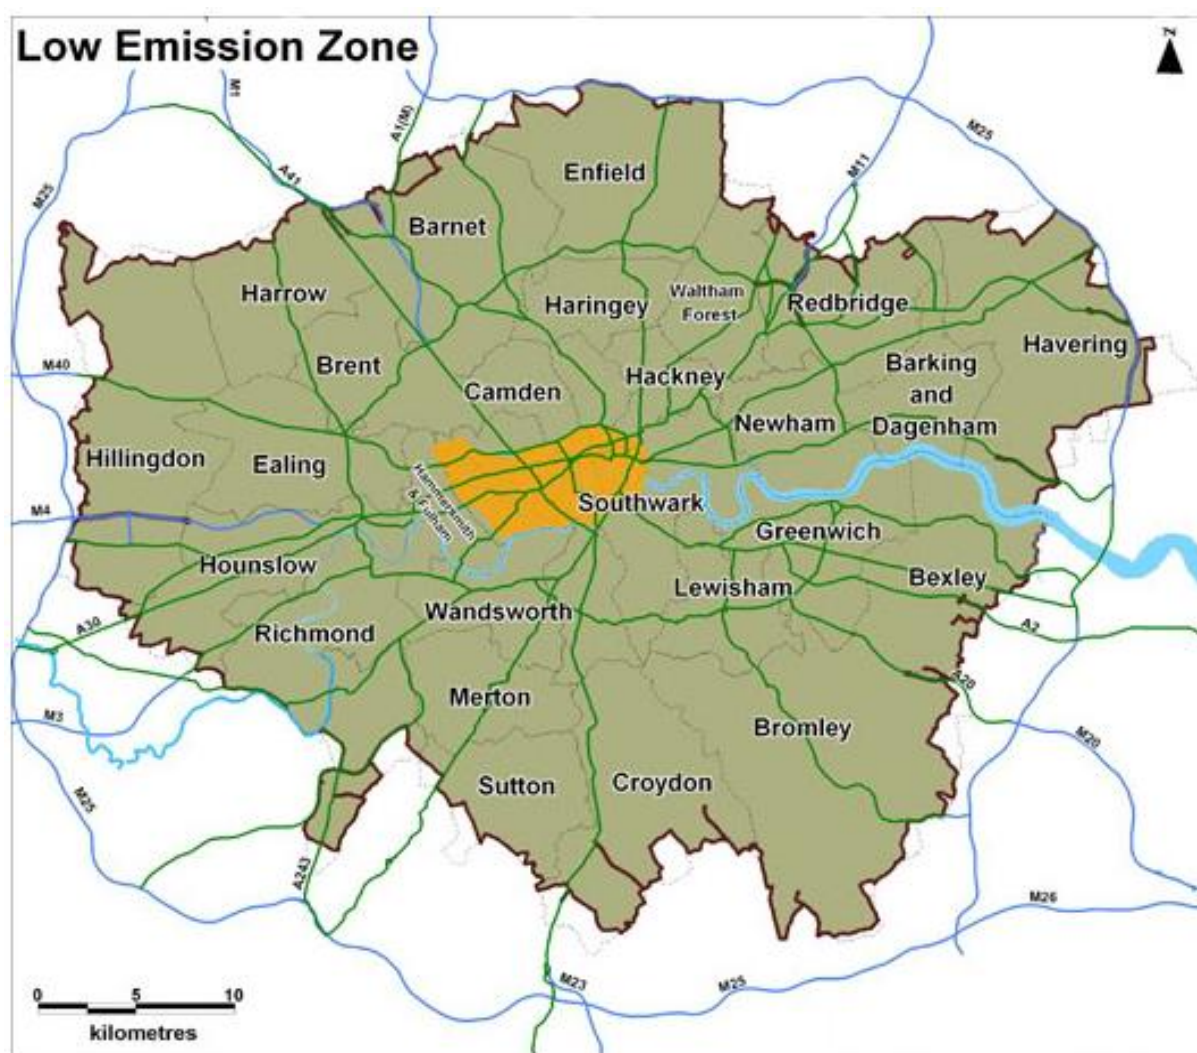 Low Emission Zone
Z
M1
A1(M)
M25
M25
M11
A41
Enfield
Barnet
Harrow
Haringey
Waltham
Forest
Redbridge
Havering
M40
Brent
Camden
Hackney
Barking
and
Dagenham
Newham
Hillingdon
Ealing
Hammersmith
& Fulham
Southwark
M4
Greenwich
Hounslow
Lewisham
Bexley
Wandsworth
A30
Richmond
A2
A20
Merton
M3
Bromley
M20
Sutton
Croydon
M25
A243
M26
M23
M25
0 5 10
kilometres